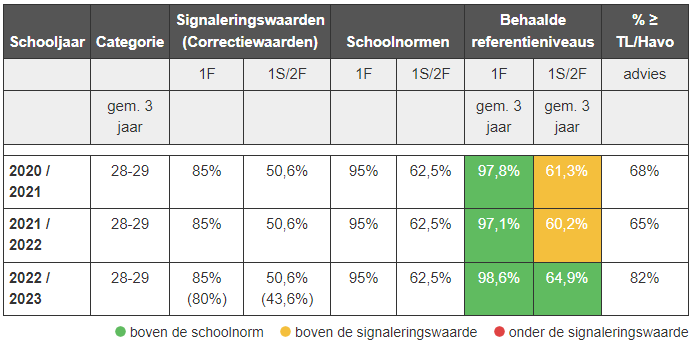 Schooljaar Categorie Signaleringswaarden (Correctiewaarden) Schoolnormen Behaalde referentieniveaus % ≥ TL/Havo
1F 1S/2F 1F 1S/2F 1F 1S/2F advies
gem. 3 jaar gem. 3 jaar gem. 3 jaar
2020 / 2021 28-29 85% 50,6% 95% 62,5% 97,8% 61,3% 68%
2021 / 2022 28-29 85% 50,6% 95% 62,5% 97,1% 60,2% 65%
2022 / 2023 28-29 85% (80%) 50,6% (43,6%) 95% 62,5% 98,6% 64,9% 82%
boven de schoolnorm boven de signaleringswaarde onder de signaleringswaarde